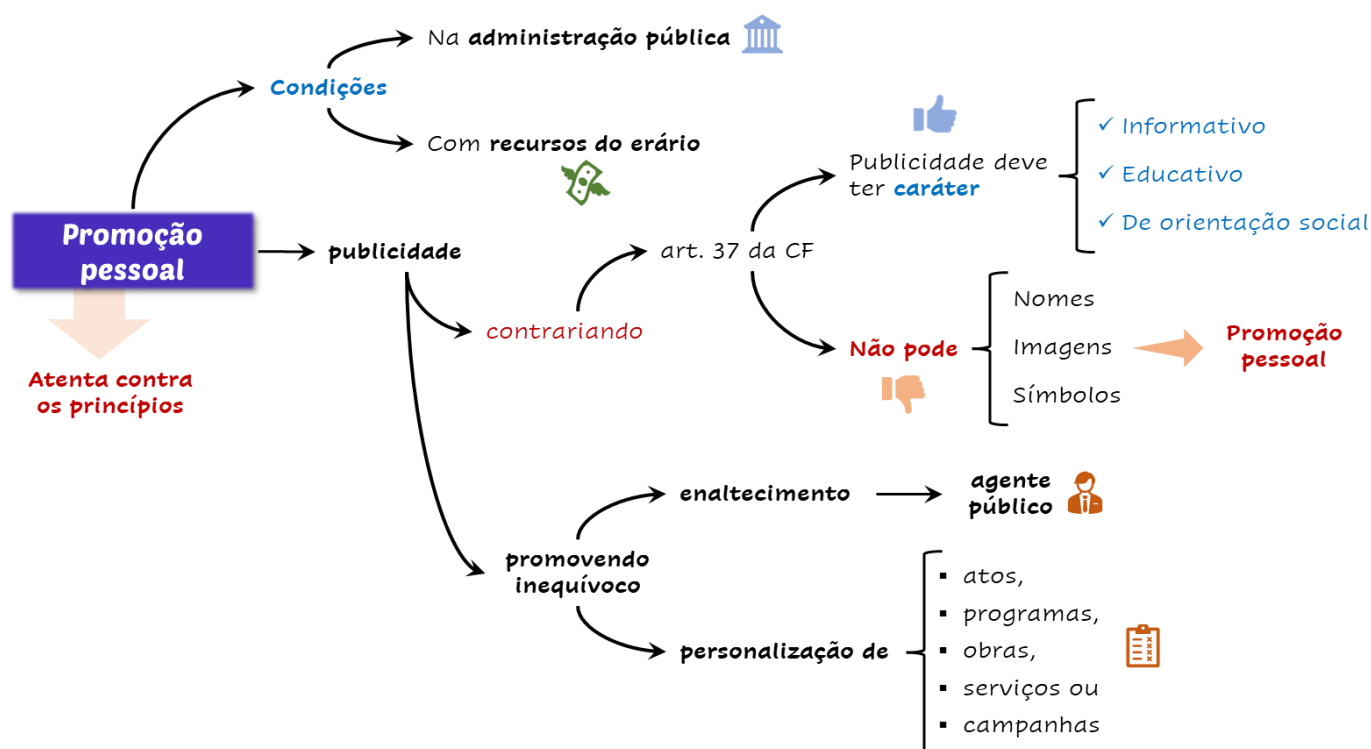 Na administração pública
Condições
Com recursos do erário
Promoção
pessoal
Atenta contra
os princípios
publicidade
contrariando
art. 37 da CF
Publicidade deve
ter caráter
✓ Informativo
✓ Educativo
✓ De orientação social
Não pode
Nomes
Imagens
Símbolos
Promoção
pessoal
promovendo
inequívoco
enaltecimento
agente
público
personalização de
▪ atos,
▪ programas,
▪ obras,
▪ serviços ou
▪ campanhas